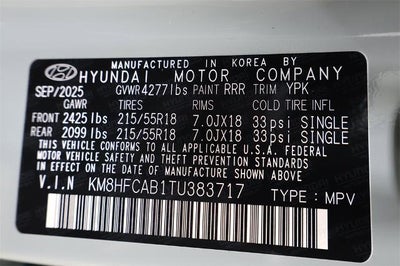 MANUFACTURED IN KOREA BY
HYUNDAI MOTOR COMPANY
SEP/2025 GVWR 4277lbs PAINT RRR TRIM YPK
GAWR TIRES RIMS COLD TIRE INFL
FRONT 2425lbs 215/55R18 7.0JX18 33psi SINGLE
REAR 2099lbs 215/55R18 7.0JX18 33psi SINGLE
THIS VEHICLE CONFORMS TO ALL APPLICABLE U.S.A. FEDERAL
MOTOR VEHICLE SAFETY AND THEFT PREVENTION STANDARDS
IN EFFECT ON THE DATE OF MANUFACTURE SHOWN ABOVE.
V.I.N KM8HFCAB1TU383717 TYPE : MPV